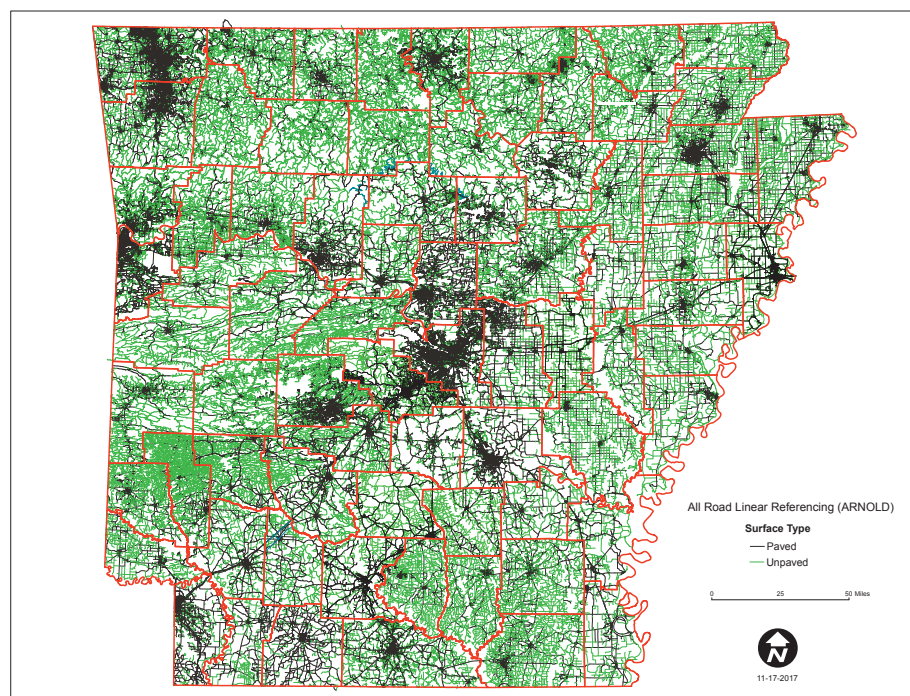 All Road Linear Referencing (ARNOLD)
Surface Type
Paved
Unpaved
0 25 50 Miles
N
11-17-2017